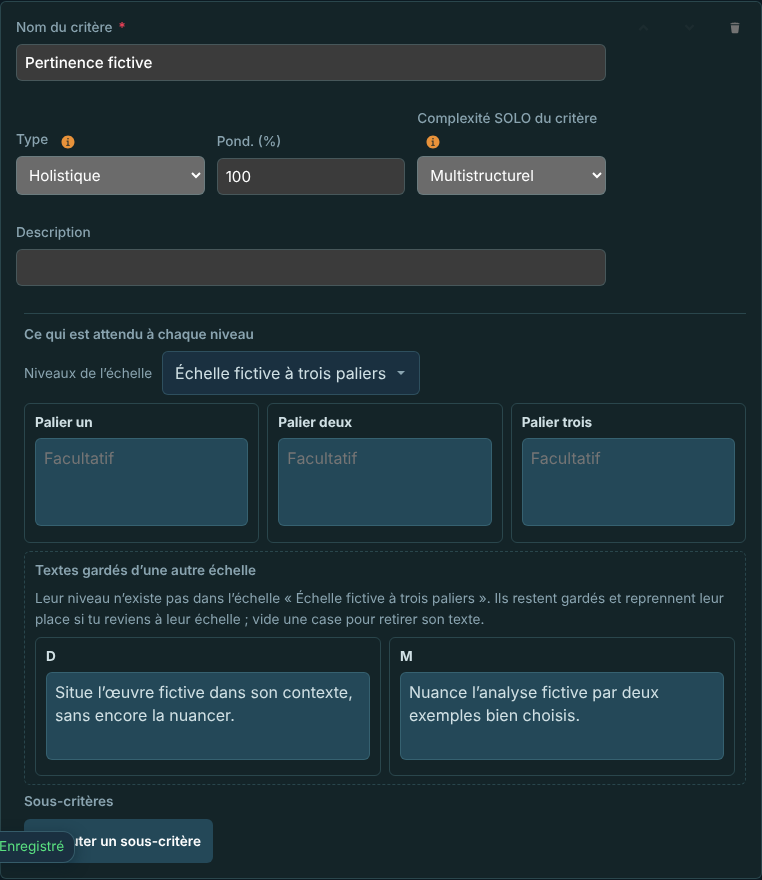 Nom du critère *
Pertinence fictive
Complexité SOLO du critère
Type
Pond. (%)
Holistique
100
Multistructurel
Description
Ce qui est attendu à chaque niveau
Niveaux de l’échelle
Échelle fictive à trois paliers
Palier un
Palier deux
Palier trois
Facultatif
Facultatif
Facultatif
Textes gardés d’une autre échelle
Leur niveau n’existe pas dans l’échelle « Échelle fictive à trois paliers ». Ils restent gardés et reprennent leur
place si tu reviens à leur échelle ; vide une case pour retirer son texte.
D
M
Situe l’œuvre fictive dans son contexte,
sans encore la nuancer.
Nuance l’analyse fictive par deux
exemples bien choisis.
Sous-critères
un sous-critère
Enregistré